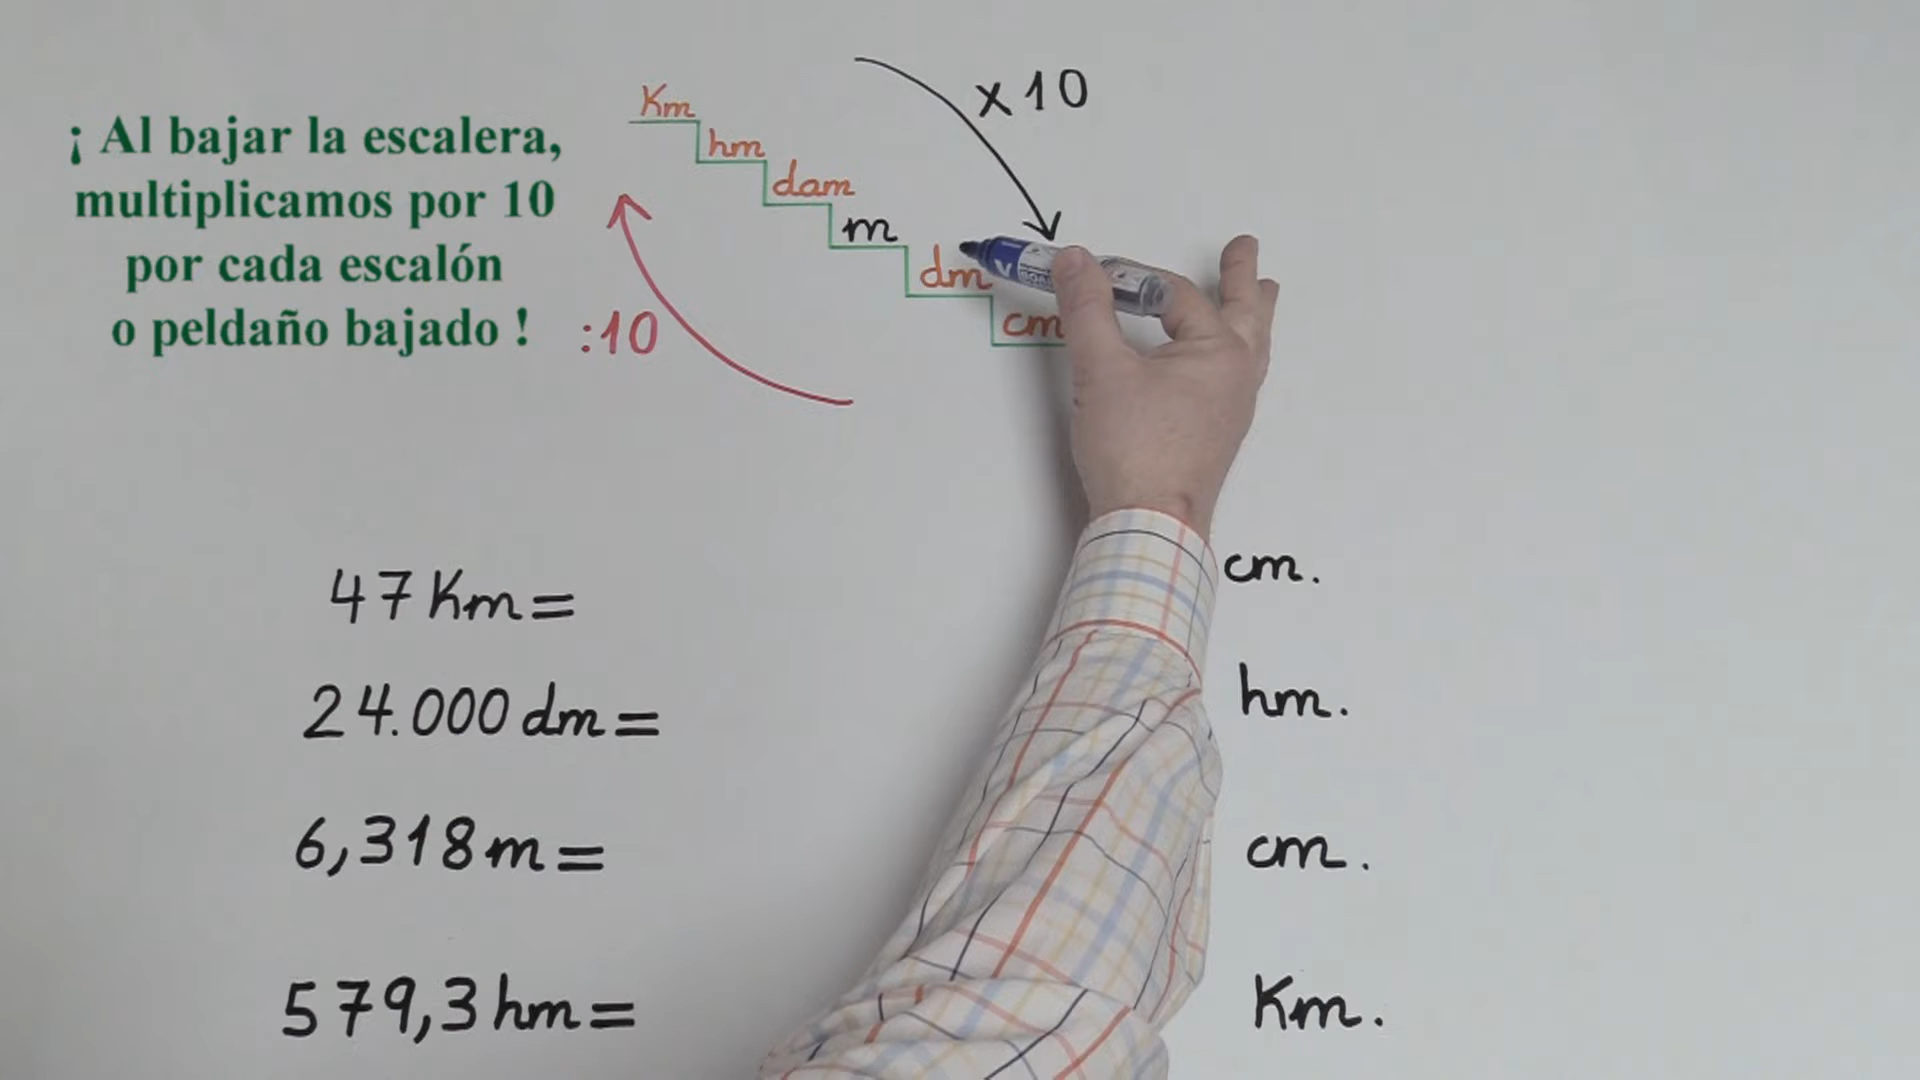 ¡ Al bajar la escalera,
multiplicamos por 10
por cada escalón
o peldaño bajado !
Km
hm
dam
m
dm
cm
x 10
:10
47 Km = cm.
24.000 dm = hm.
6,318 m = cm.
579,3 hm = Km.